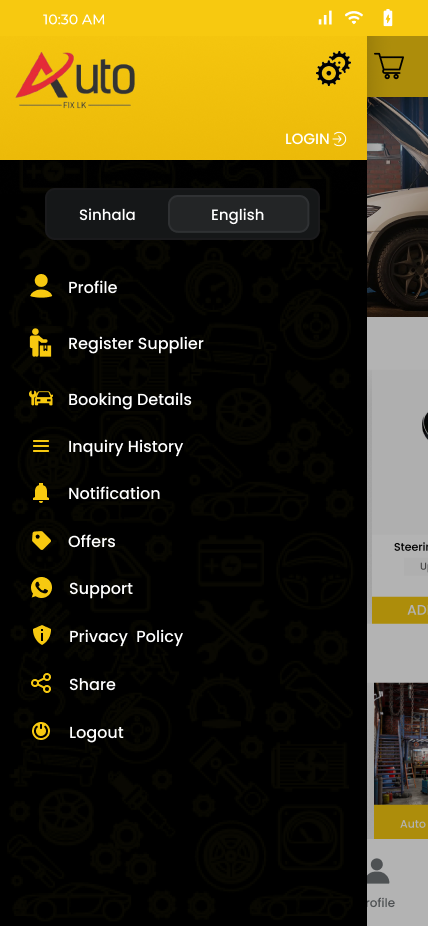 10:30 AM
Auto
FIX LK
LOGIN
Sinhala
English
Profile
Register Supplier
Booking Details
Inquiry History
Notification
Offers
Support
Privacy Policy
Share
Logout
Steerin
Up
AD
Auto
rofile